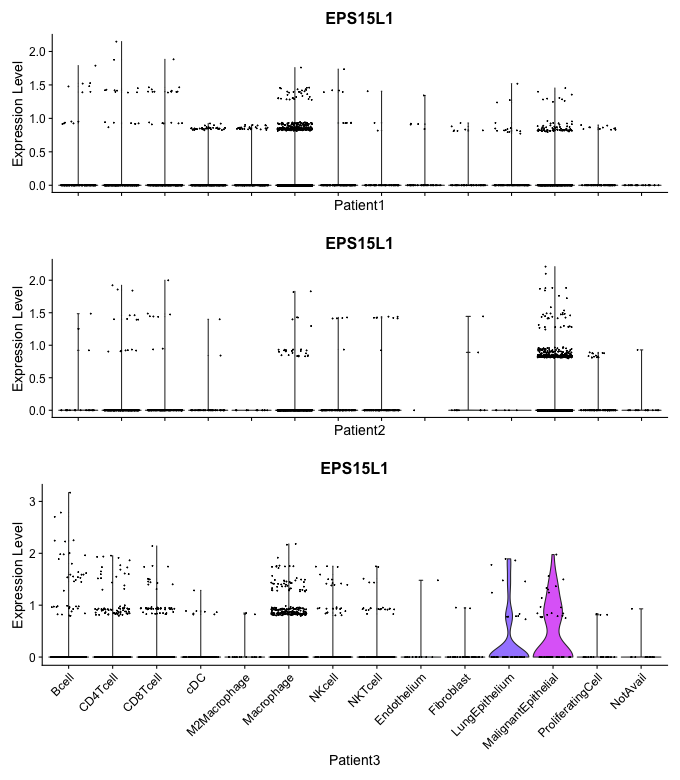 EPS15L1
Expression Level
2.0
1.5
1.0
0.5
0.0
Patient1
EPS15L1
Expression Level
2.0
1.5
1.0
0.5
0.0
Patient2
EPS15L1
Expression Level
3
2
1
0
Bcell
CD4Tcell
CD8Tcell
cDC
M2Macrophage
Macrophage
NKcell
NKTcell
Endothelium
Fibroblast
LungEpithelium
MalignantEpithelial
ProliferatingCell
NotAvail
Patient3